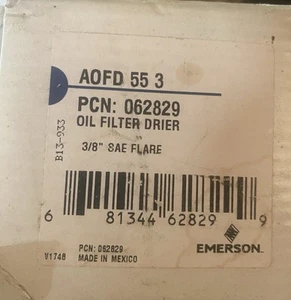 AOFD 55 3
PCN: 062829
OIL FILTER DRIER
3/8" SAE FLARE
B13-933
6 81344 62829 9
PCN: 062829
V1748 MADE IN MEXICO
EMERSON